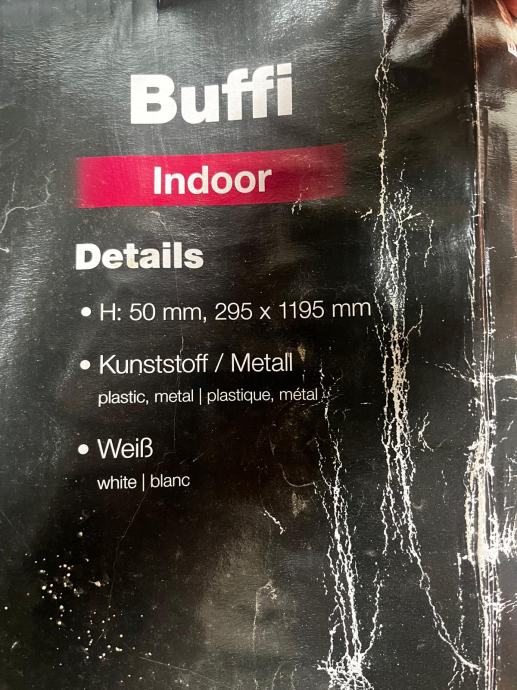 Buffi
Indoor
Details
• H: 50 mm, 295 x 1195 mm
• Kunststoff / Metall
plastic, metal | plastique, métal
• Weiß
white | blanc